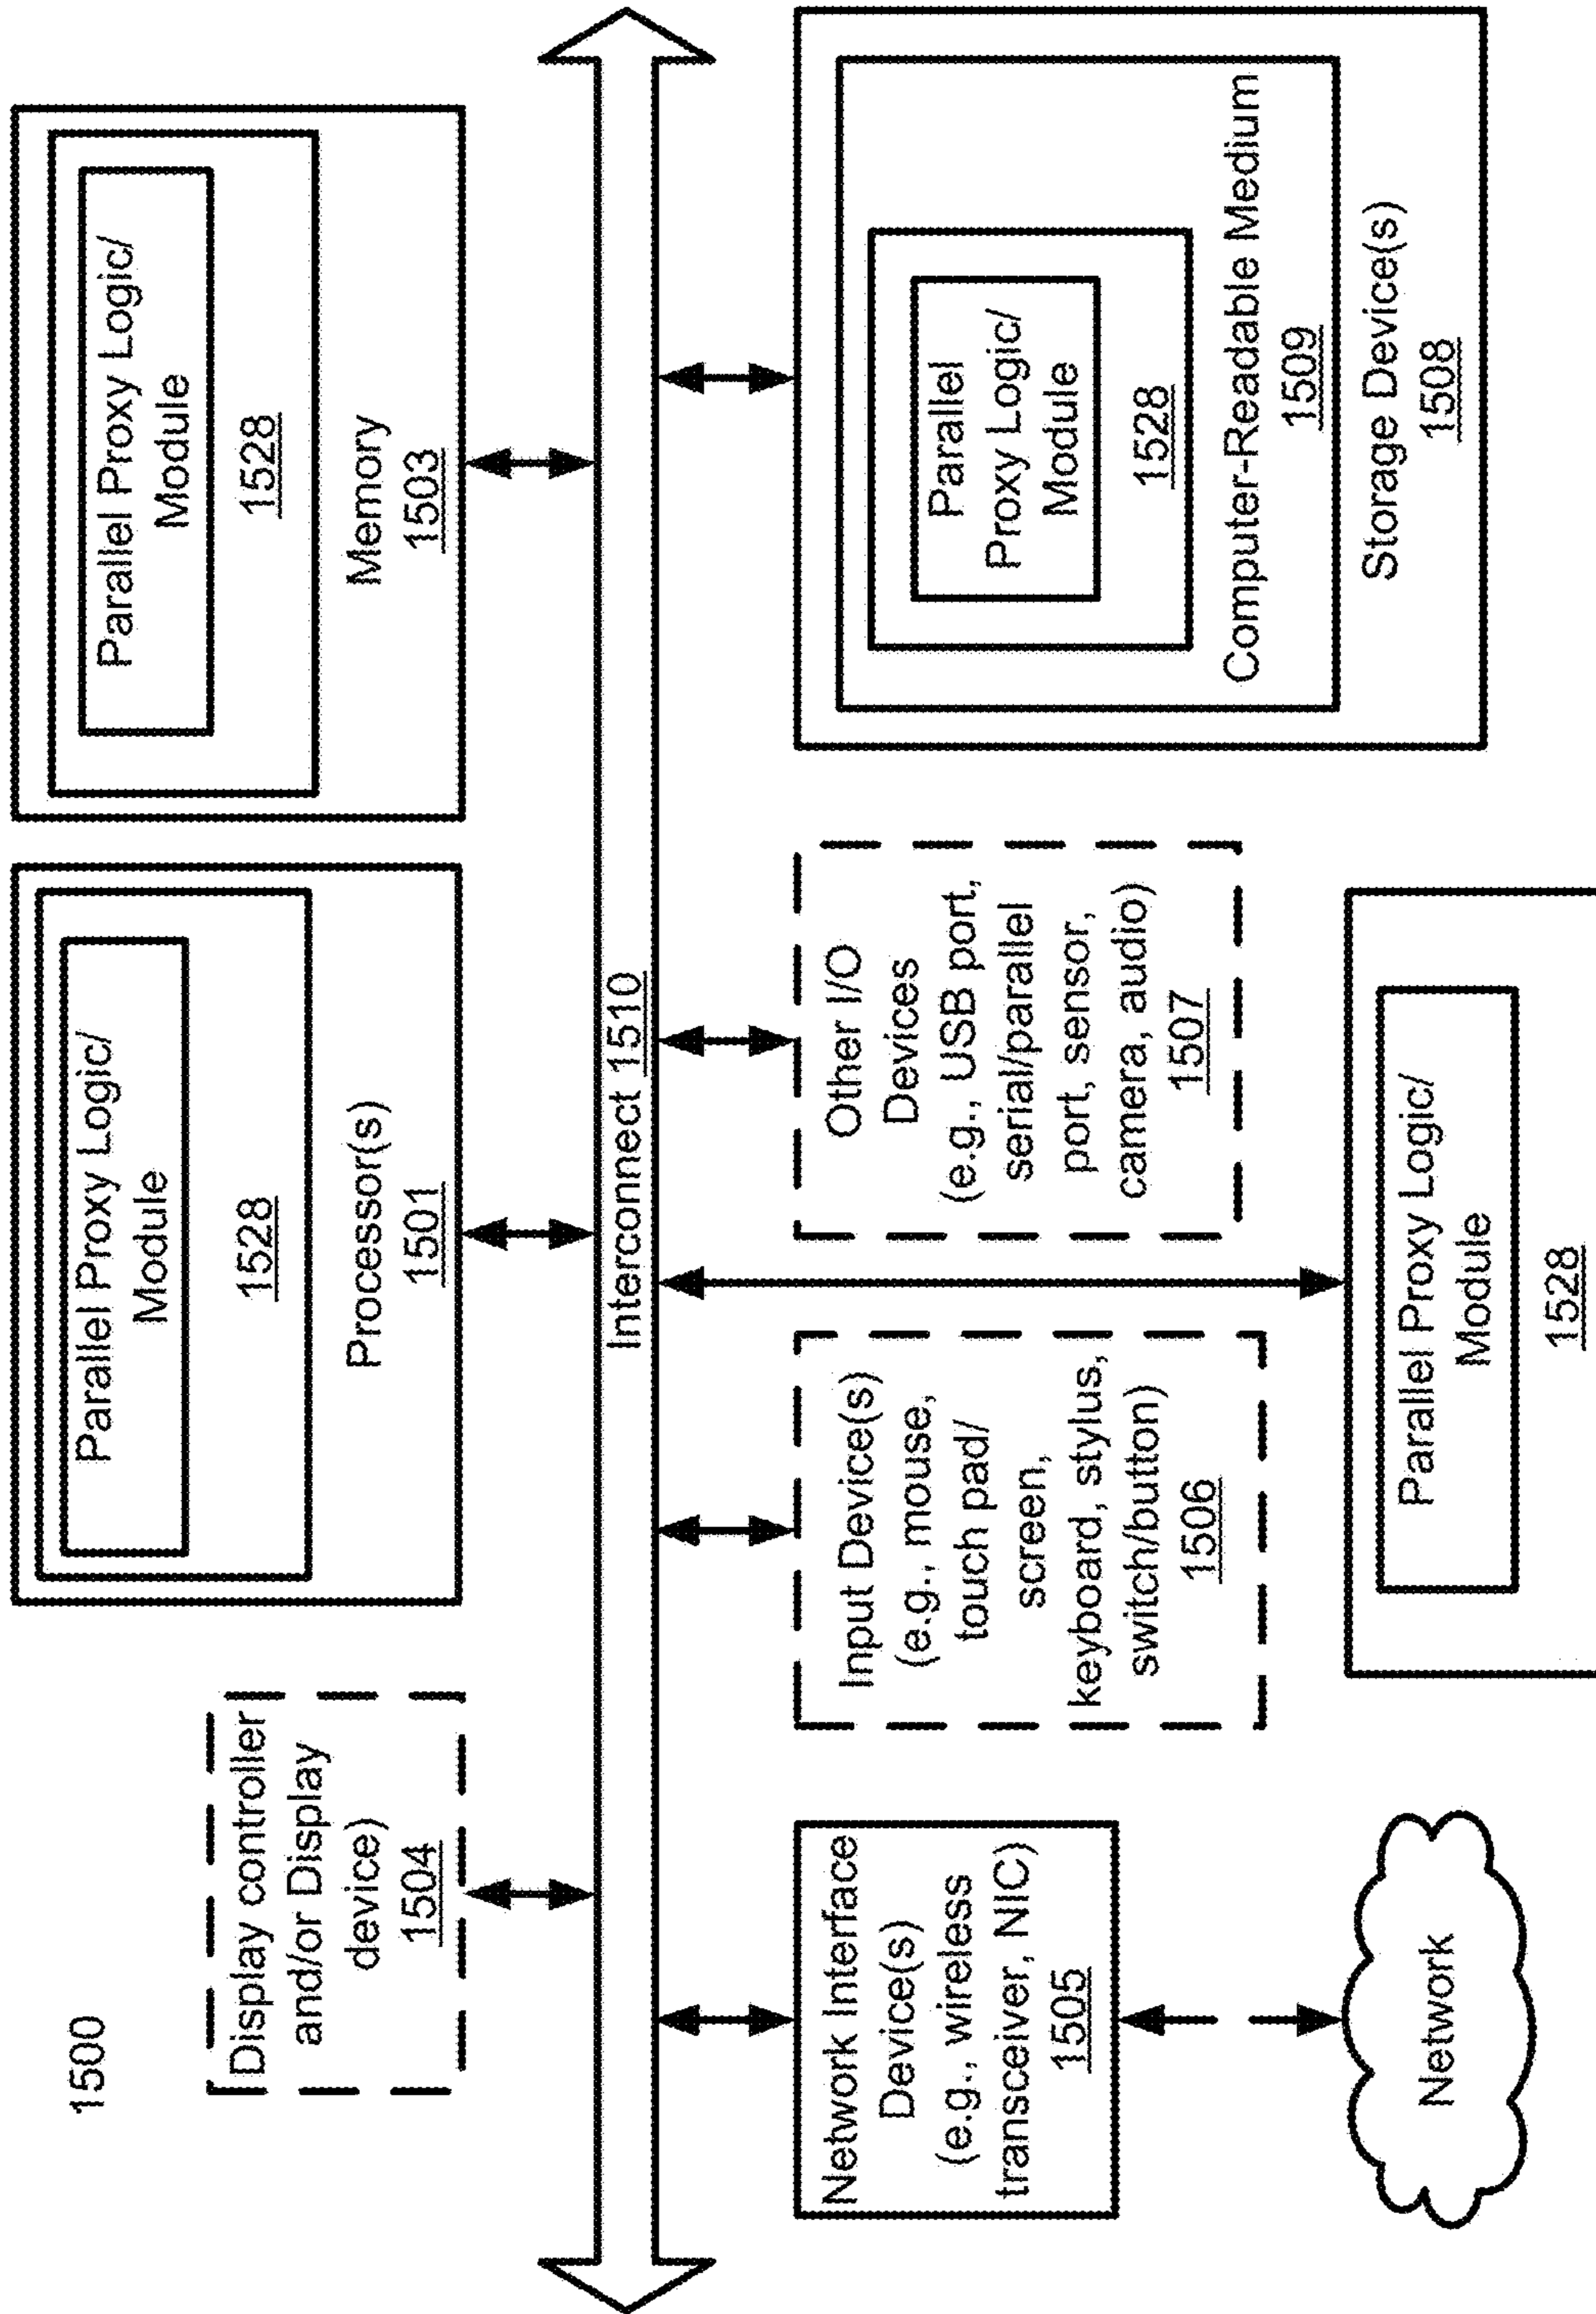 1500
Display controller
and/or Display
device)
1504
Parallel Proxy Logic/
Module
1528
Processor(s)
1501
Parallel Proxy Logic/
Module
1528
Memory
1503
Interconnect 1510
Network Interface
Device(s)
(e.g., wireless
transceiver, NIC)
1505
Input Device(s)
(e.g., mouse,
touch pad/
screen,
keyboard, stylus,
switch/button)
1506
Other I/O
Devices
(e.g., USB port,
serial/parallel
port, sensor,
camera, audio)
1507
Parallel
Proxy Logic/
Module
1528
Computer-Readable Medium
1509
Storage Device(s)
1508
Network
Parallel Proxy Logic/
Module
1528